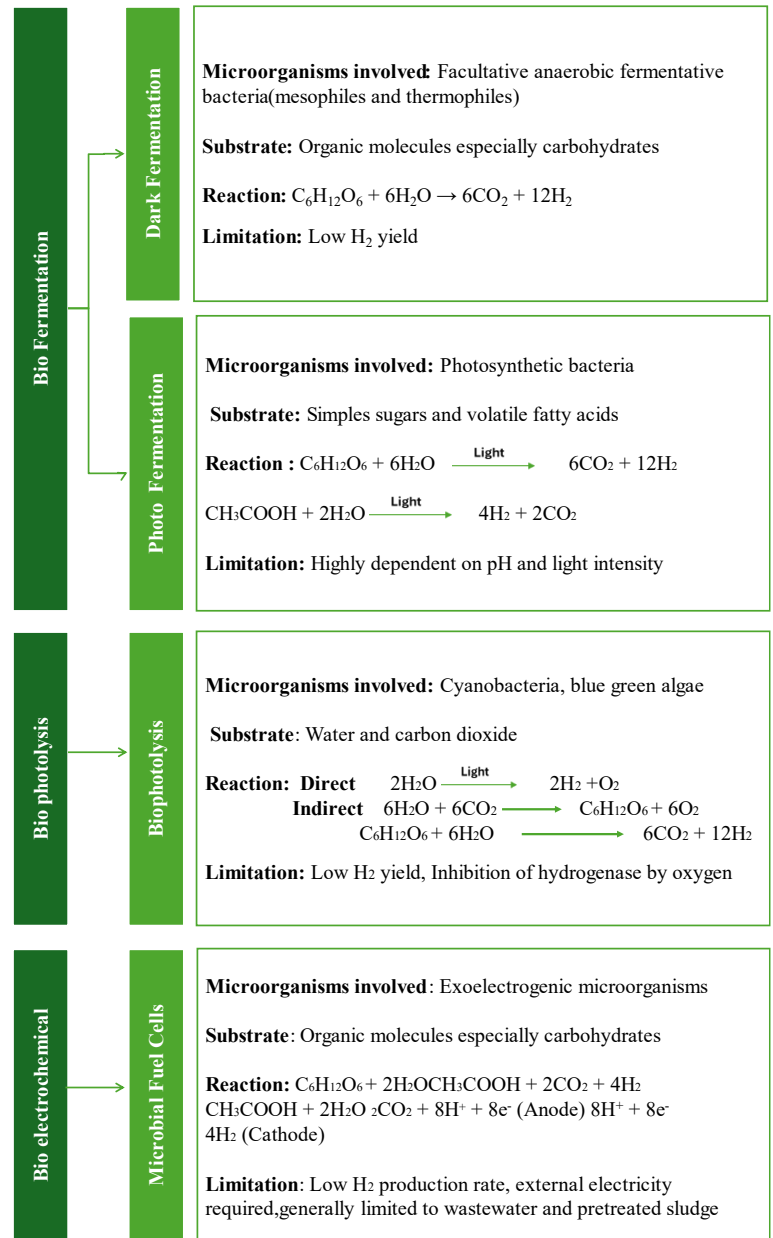 Bio Fermentation
Dark Fermentation
Microorganisms involved: Facultative anaerobic fermentative
bacteria(mesophiles and thermophiles)
Substrate: Organic molecules especially carbohydrates
Reaction: C₆H₁₂O₆ + 6H₂O → 6CO₂ + 12H₂
Limitation: Low H₂ yield
Photo Fermentation
Microorganisms involved: Photosynthetic bacteria
Substrate: Simples sugars and volatile fatty acids
Reaction : C₆H₁₂O₆ + 6H₂O Light → 6CO₂ + 12H₂
CH₃COOH + 2H₂O Light → 4H₂ + 2CO₂
Limitation: Highly dependent on pH and light intensity
Bio photolysis
Biophotolysis
Microorganisms involved: Cyanobacteria, blue green algae
Substrate: Water and carbon dioxide
Reaction: Direct 2H₂O Light → 2H₂ +O₂
Indirect 6H₂O + 6CO₂ → C₆H₁₂O₆ + 6O₂
C₆H₁₂O₆ + 6H₂O → 6CO₂ + 12H₂
Limitation: Low H₂ yield, Inhibition of hydrogenase by oxygen
Bio electrochemical
Microbial Fuel Cells
Microorganisms involved: Exoelectrogenic microorganisms
Substrate: Organic molecules especially carbohydrates
Reaction: C₆H₁₂O₆ + 2H₂OCH₃COOH + 2CO₂ + 4H₂
CH₃COOH + 2H₂O ₂CO₂ + 8H⁺ + 8e⁻ (Anode) 8H⁺ + 8e⁻
4H₂ (Cathode)
Limitation: Low H₂ production rate, external electricity
required,generally limited to wastewater and pretreated sludge